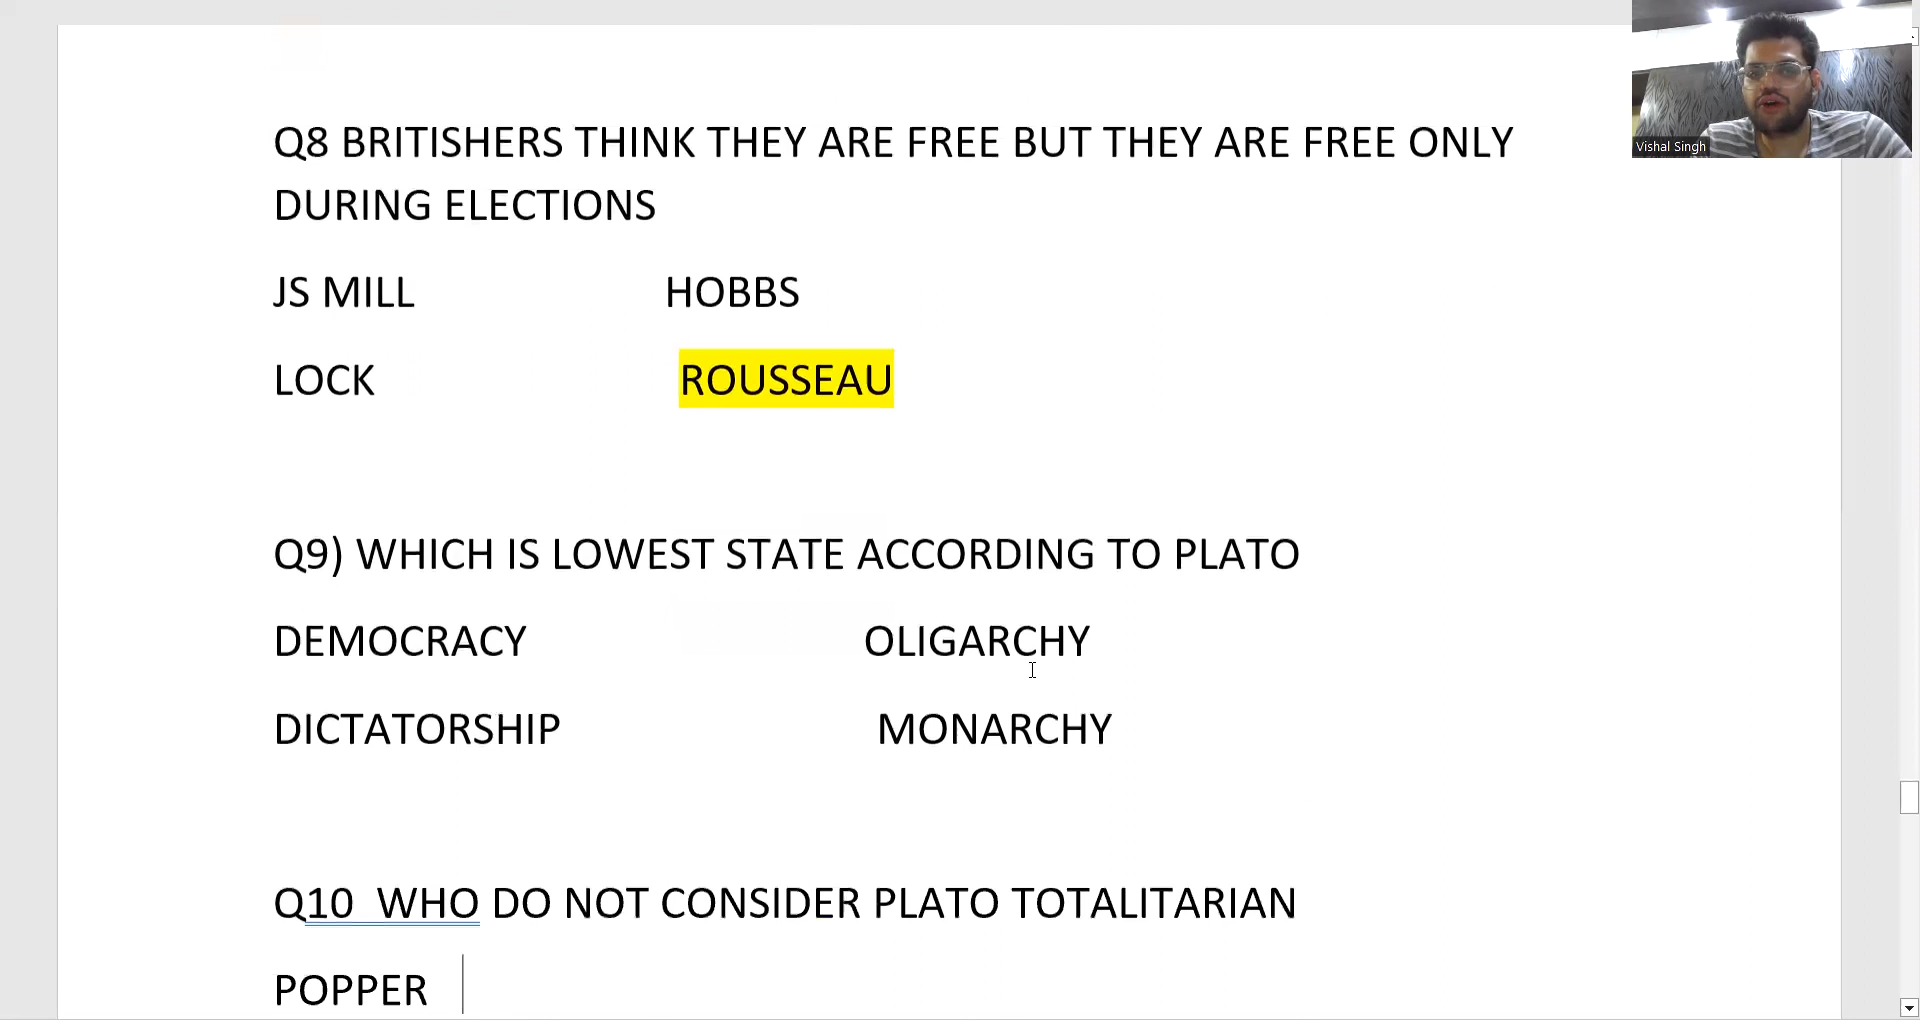 Q8 BRITISHERS THINK THEY ARE FREE BUT THEY ARE FREE ONLY
DURING ELECTIONS
JS MILL HOBBS
LOCK ROUSSEAU
Q9) WHICH IS LOWEST STATE ACCORDING TO PLATO
DEMOCRACY OLIGARCHY
DICTATORSHIP MONARCHY
Q10 WHO DO NOT CONSIDER PLATO TOTALITARIAN
POPPER
Vishal Singh